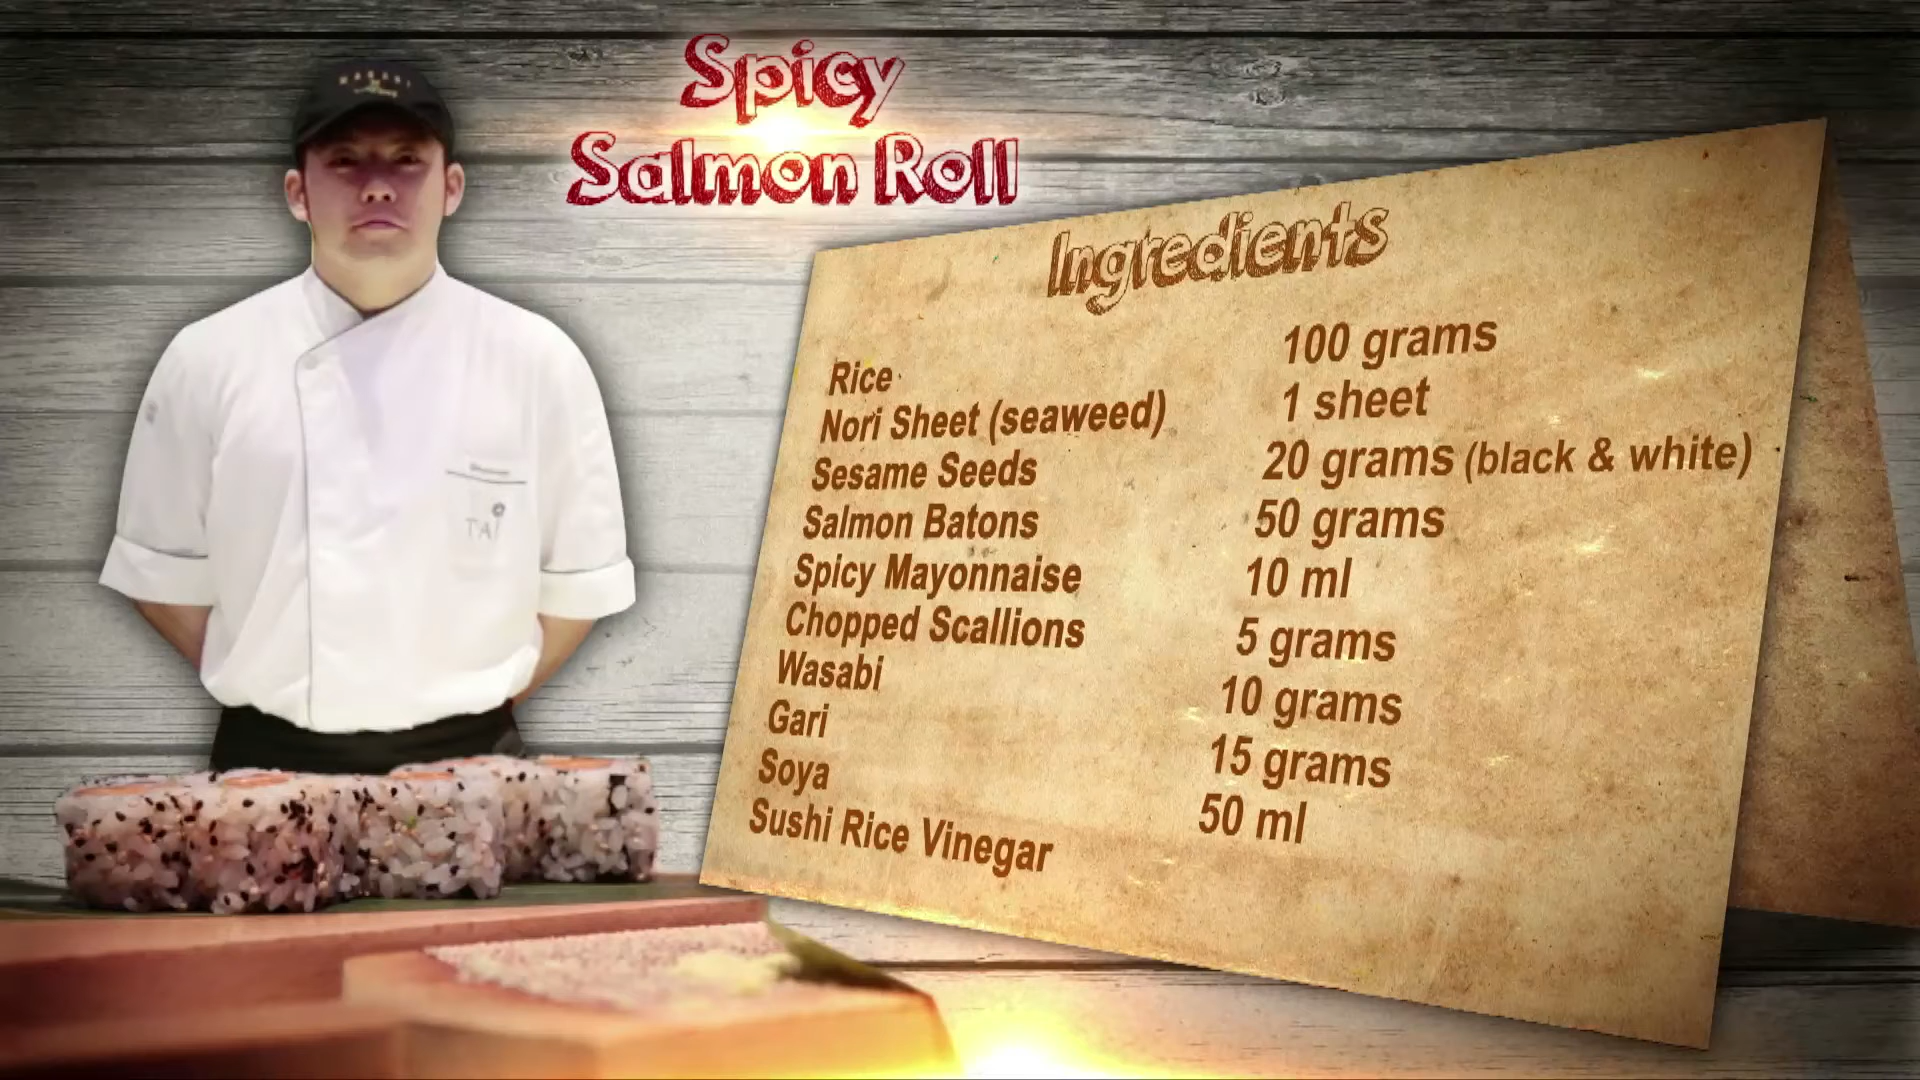 Spicy
Salmon Roll
Ingredients
Rice 100 grams
Nori Sheet (seaweed) 1 sheet
Sesame Seeds 20 grams (black & white)
Salmon Batons 50 grams
Spicy Mayonnaise 10 ml
Chopped Scallions 5 grams
Wasabi 10 grams
Gari 15 grams
Soya 50 ml
Sushi Rice Vinegar
TAI